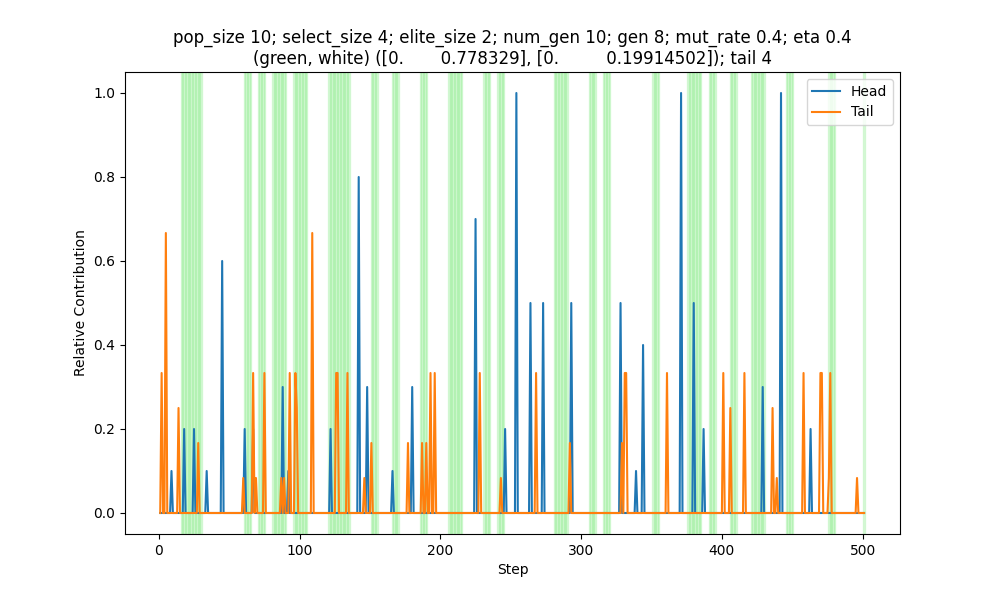 pop_size 10; select_size 4; elite_size 2; num_gen 10; gen 8; mut_rate 0.4; eta 0.4
(green, white) ([0. 0.778329], [0. 0.19914502]); tail 4
Head
Tail
Relative Contribution
1.0
0.8
0.6
0.4
0.2
0.0
0 100 200 300 400 500
Step